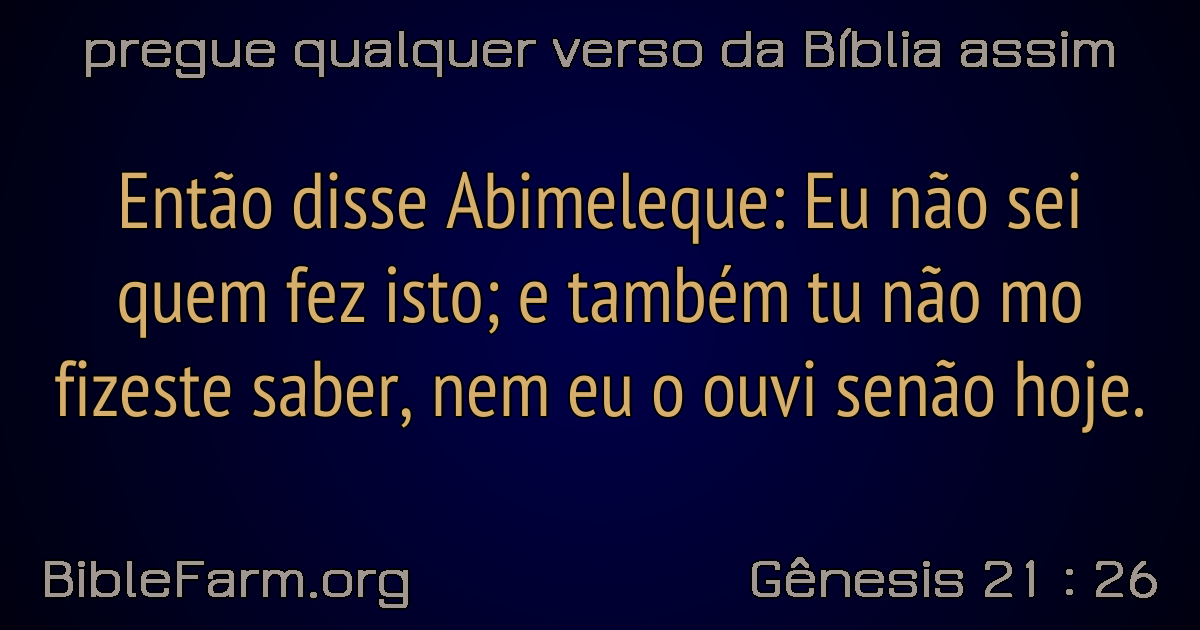 pregue qualquer verso da Bíblia assim
Então disse Abimeleque: Eu não sei
quem fez isto; e também tu não mo
fizeste saber, nem eu o ouvi senão hoje.
BibleFarm.org
Gênesis 21 : 26